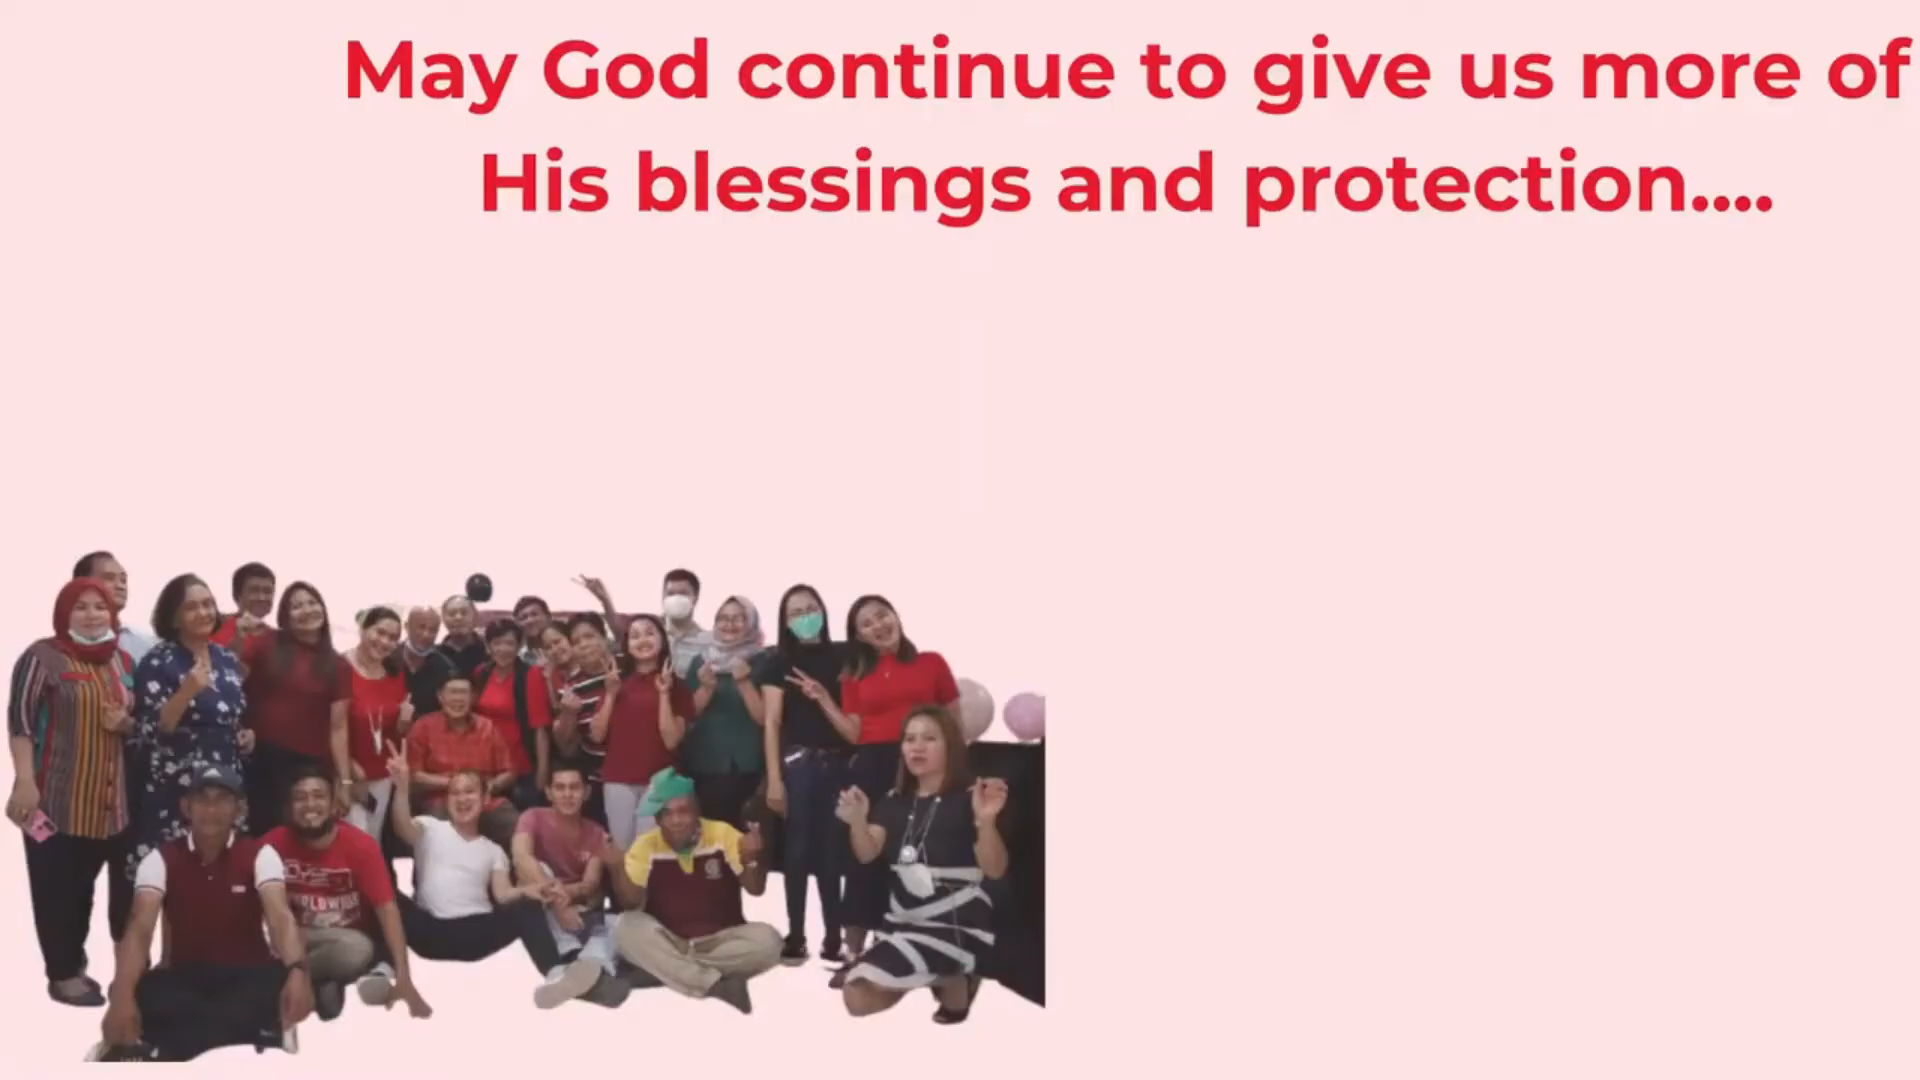 May God continue to give us more of
His blessings and protection....